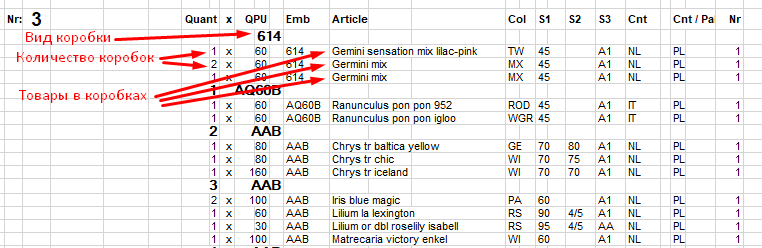 Nr: 3 Quant x QPU Emb Article Col S1 S2 S3 Cnt Cnt / Pal Nr
Вид коробки 614
Количество коробок 1 x 60 614 Gemini sensation mix lilac-pink TW 45 A1 NL PL 1
2 x 60 614 Germini mix MX 45 A1 NL PL 1
1 x 60 614 Germini mix MX 45 A1 NL PL 1
Товары в коробках 1 AQ60B
1 x 60 AQ60B Ranunculus pon pon 952 ROD 45 A1 IT PL 1
1 x 60 AQ60B Ranunculus pon pon igloo WGR 45 A1 IT PL 1
2 AAB
1 x 80 AAB Chrys tr baltica yellow GE 70 80 A1 NL PL 1
1 x 80 AAB Chrys tr chic WI 70 75 A1 NL PL 1
1 x 160 AAB Chrys tr iceland WI 70 70 A1 NL PL 1
3 AAB
2 x 100 AAB Iris blue magic PA 60 A1 NL PL 1
1 x 60 AAB Lilium la lexington RS 90 4/5 A1 NL PL 1
1 x 30 AAB Lilium or dbl roselily isabell RS 95 4/5 AA NL PL 1
1 x 100 AAB Matrecaria victory enkel WI 60 A1 NL PL 1